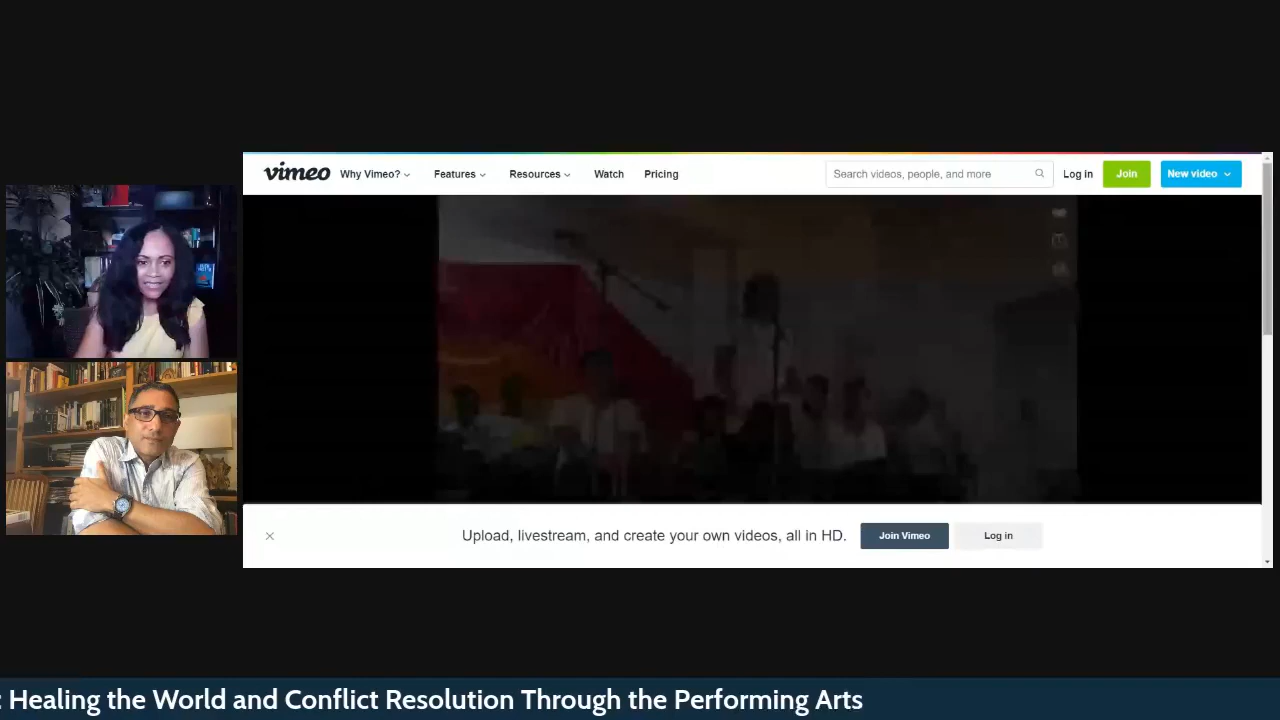 vimeo Why Vimeo? Features Resources Watch Pricing Search videos, people, and more Log in Join New video
Upload, livestream, and create your own videos, all in HD. Join Vimeo Log in
: Healing the World and Conflict Resolution Through the Performing Arts